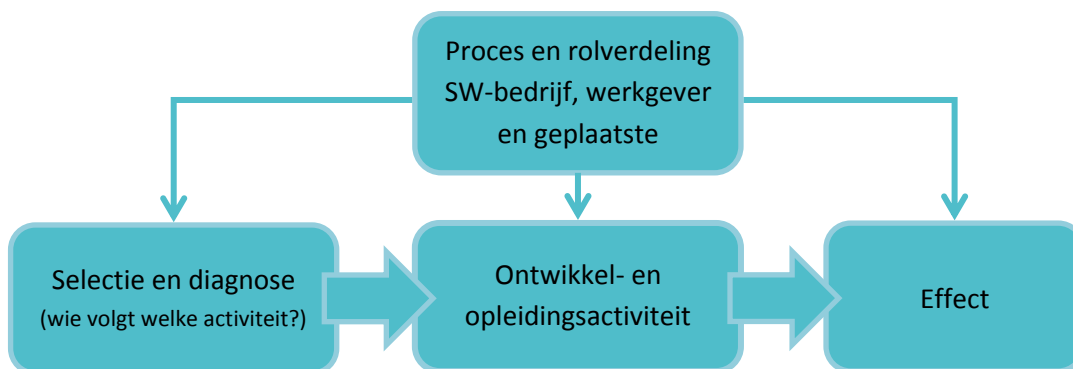 Proces en rolverdeling
SW-bedrijf, werkgever
en geplaatste
Selectie en diagnose
(wie volgt welke activiteit?)
Ontwikkel- en
opleidingsactiviteit
Effect